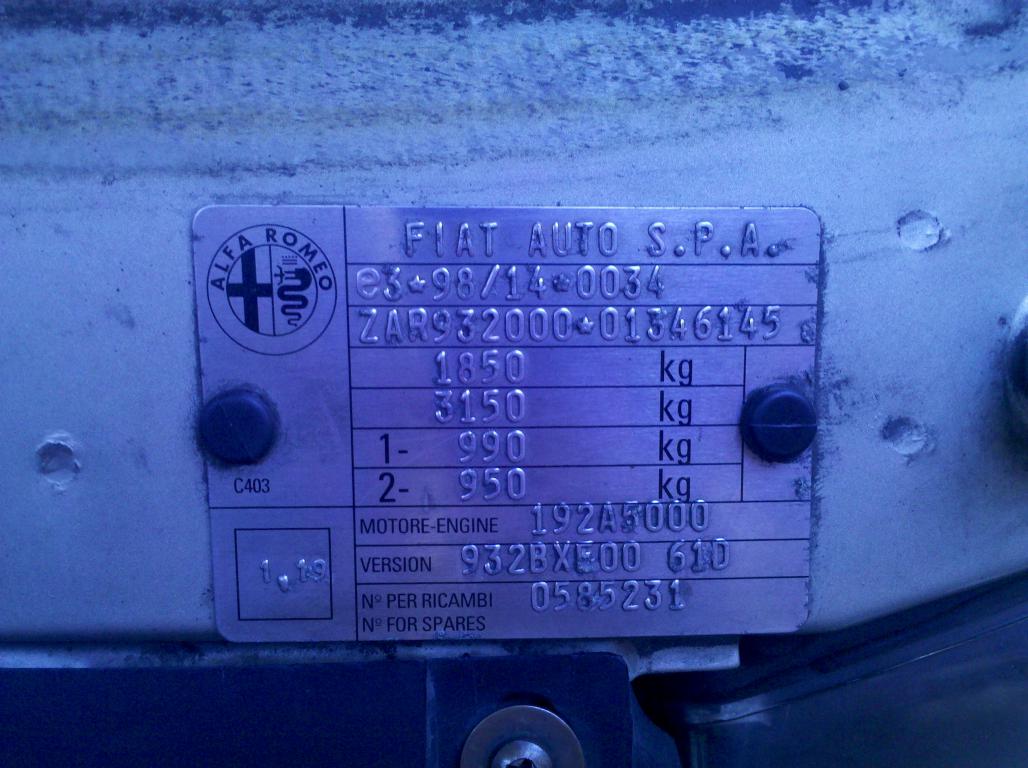 ALFA ROMEO
FIAT AUTO S.P.A.
e3*98/14*0034
ZAR932000*01346145
1850 kg
3150 kg
1- 990 kg
2- 950 kg
C403
MOTORE-ENGINE 192A5000
VERSION 932BXE00 61D
1,19
Nº PER RICAMBI 0585231
Nº FOR SPARES